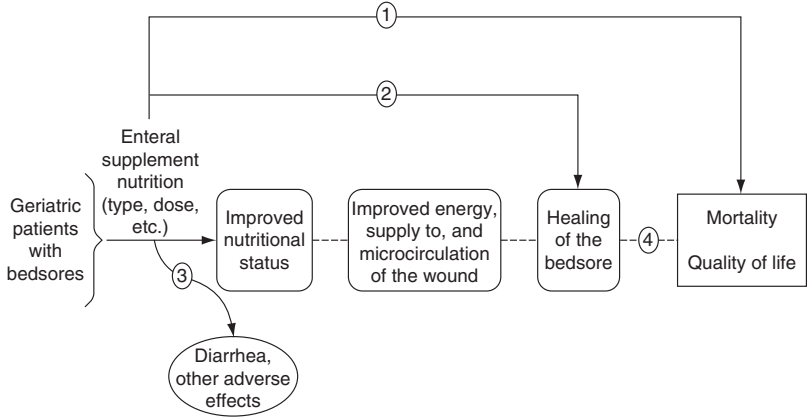 1
2
Enteral
supplement
nutrition
(type, dose,
etc.)
Geriatric
patients
with
bedsores
Improved
nutritional
status
Improved energy,
supply to, and
microcirculation
of the wound
Healing
of the
bedsore
4
Mortality
Quality of life
3
Diarrhea,
other adverse
effects